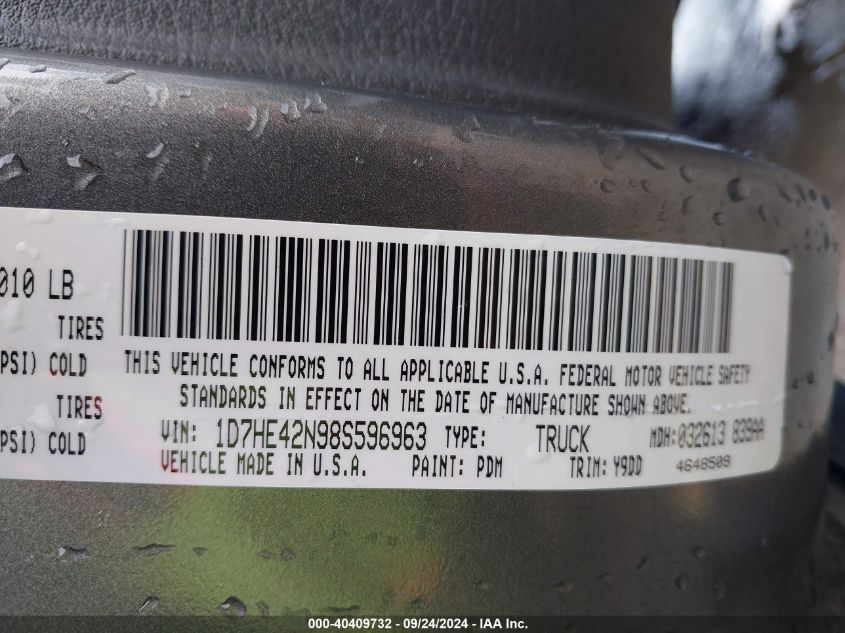 010 LB
TIRES
PSI) COLD
THIS VEHICLE CONFORMS TO ALL APPLICABLE U.S.A. FEDERAL MOTOR VEHICLE SAFETY
STANDARDS IN EFFECT ON THE DATE OF MANUFACTURE SHOWN ABOVE.
TIRES
PSI) COLD
VIN: 1D7HE42N98S596963 TYPE: TRUCK MDH:032613 839AA
VEHICLE MADE IN U.S.A. PAINT: PDM TRIM: Y9DD 4648509
000-40409732 - 09/24/2024 - IAA Inc.